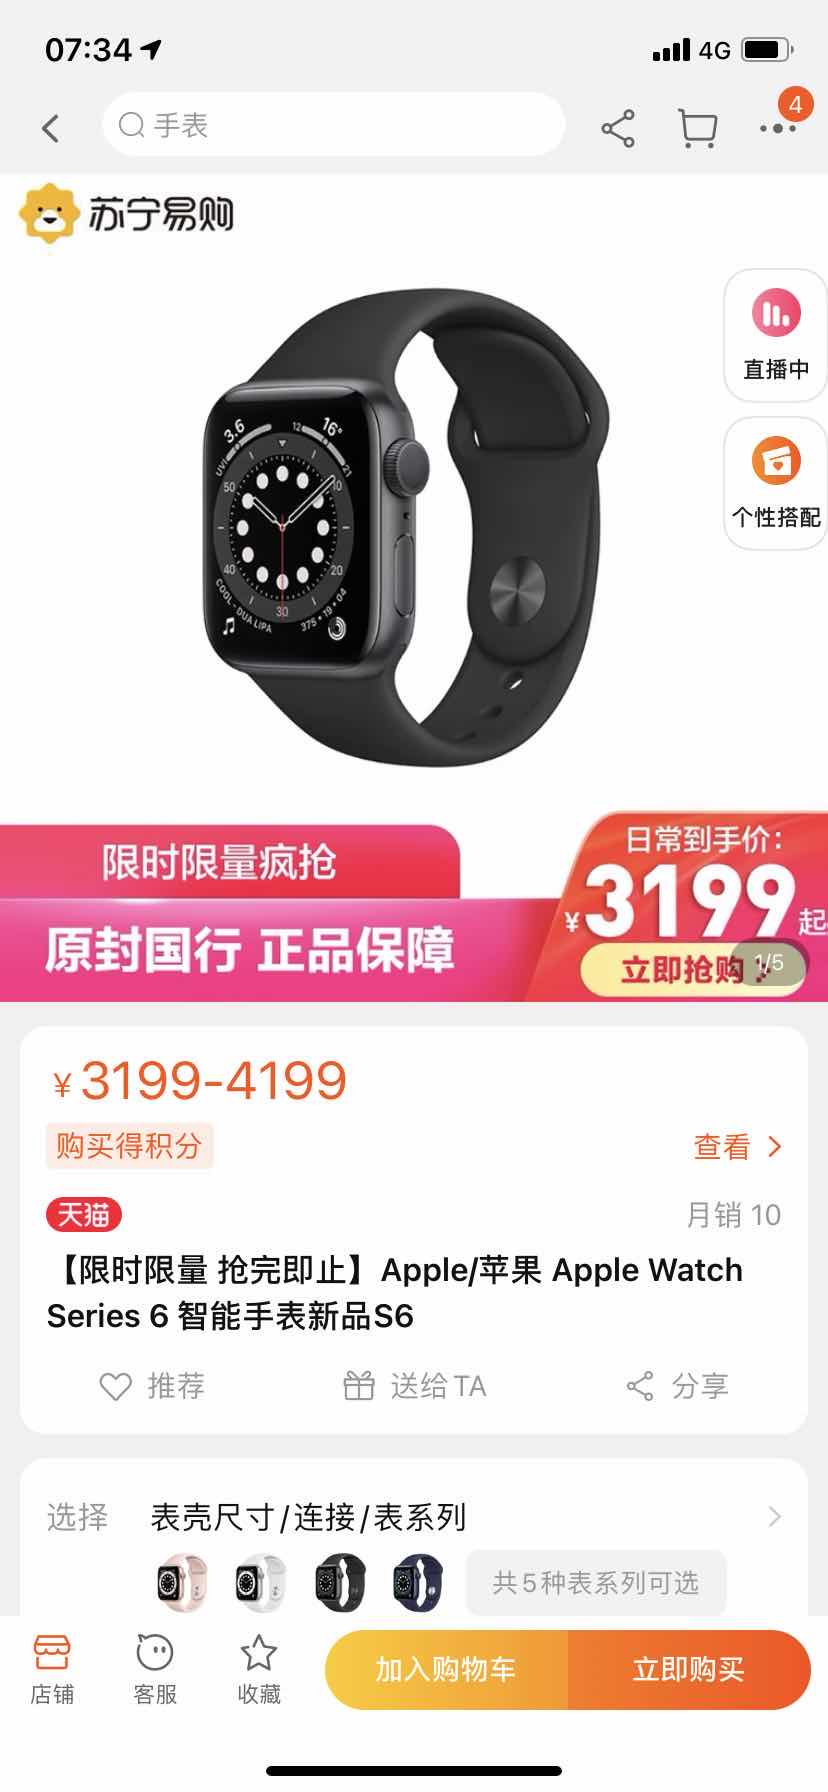 07:34
4G
手表
4
苏宁易购
直播中
个性搭配
3.6
16°
UVI
12
21
50
10
40
20
30
COOL - DUA LIPA
375•19•04
限时限量疯抢
日常到手价:
¥3199起
原封国行 正品保障
立即抢购
1/5
¥3199-4199
购买得积分
查看
天猫
月销 10
【限时限量 抢完即止】Apple/苹果 Apple Watch
Series 6 智能手表新品S6
推荐
送给TA
分享
选择
表壳尺寸/连接/表系列
共5种表系列可选
店铺
客服
收藏
加入购物车
立即购买